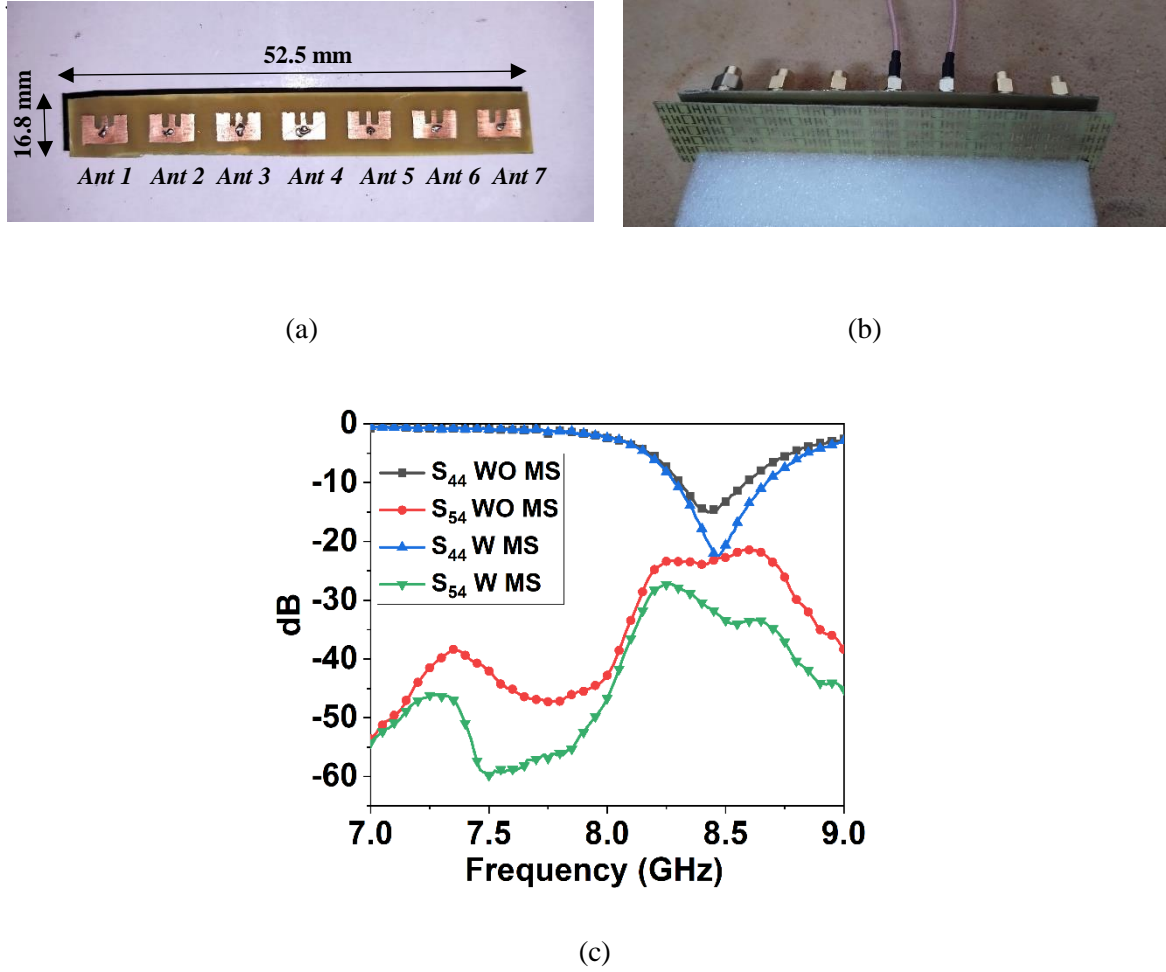 52.5 mm
16.8 mm
Ant 1 Ant 2 Ant 3 Ant 4 Ant 5 Ant 6 Ant 7
(a)
(b)
0
-10
-20
-30
-40
-50
-60
dB
S44 WO MS
S54 WO MS
S44 W MS
S54 W MS
7.0 7.5 8.0 8.5 9.0
Frequency (GHz)
(c)